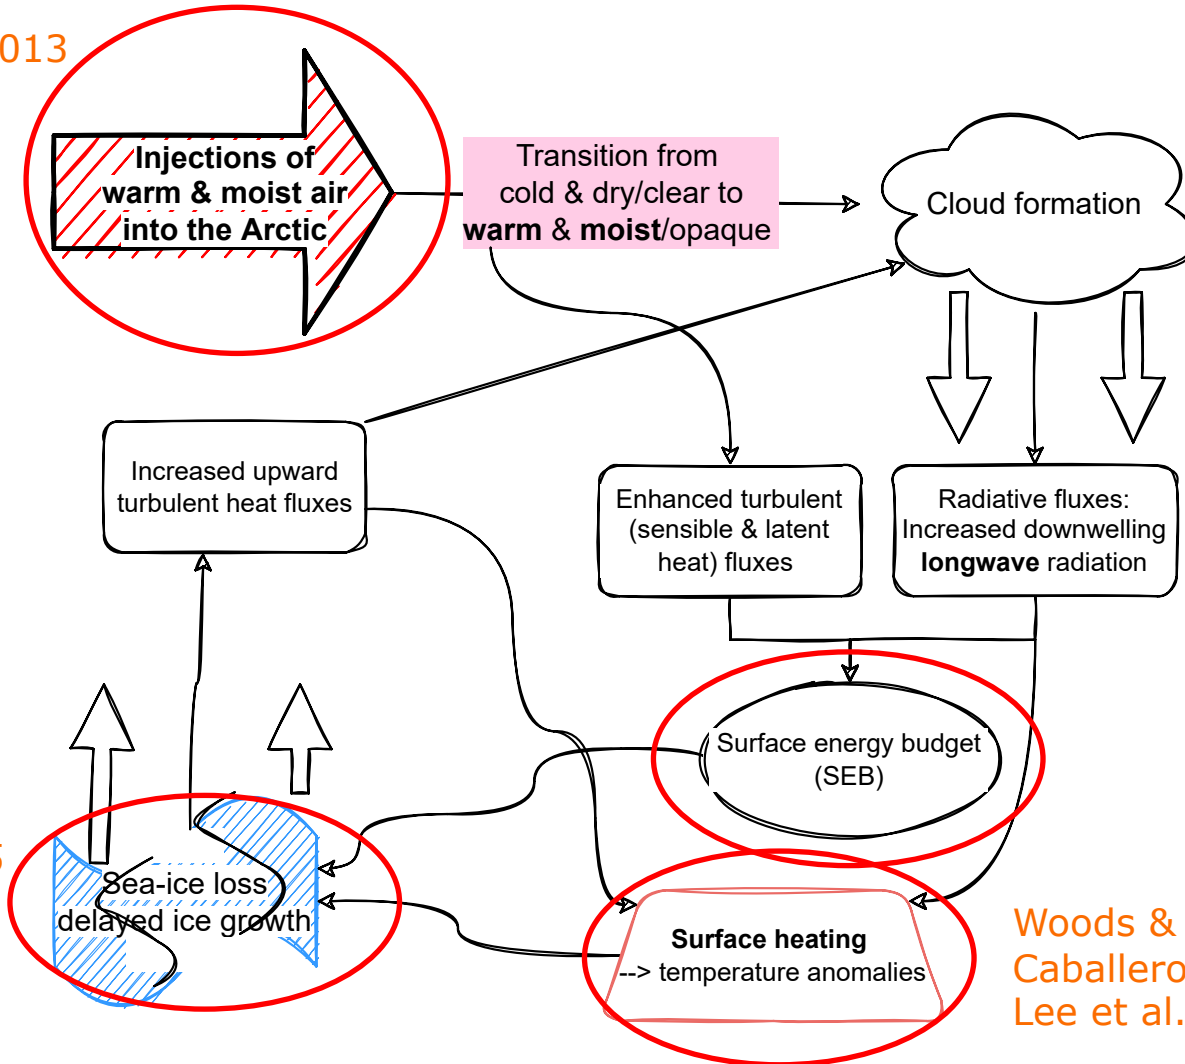 013
Injections of
warm & moist air
into the Arctic
Transition from
cold & dry/clear to
warm & moist/opaque
Cloud formation
Increased upward
turbulent heat fluxes
Enhanced turbulent
(sensible & latent
heat) fluxes
Radiative fluxes:
Increased downwelling
longwave radiation
Surface energy budget
(SEB)
Sea-ice loss
delayed ice growth
Surface heating
--> temperature anomalies
Woods &
Caballero
Lee et al.